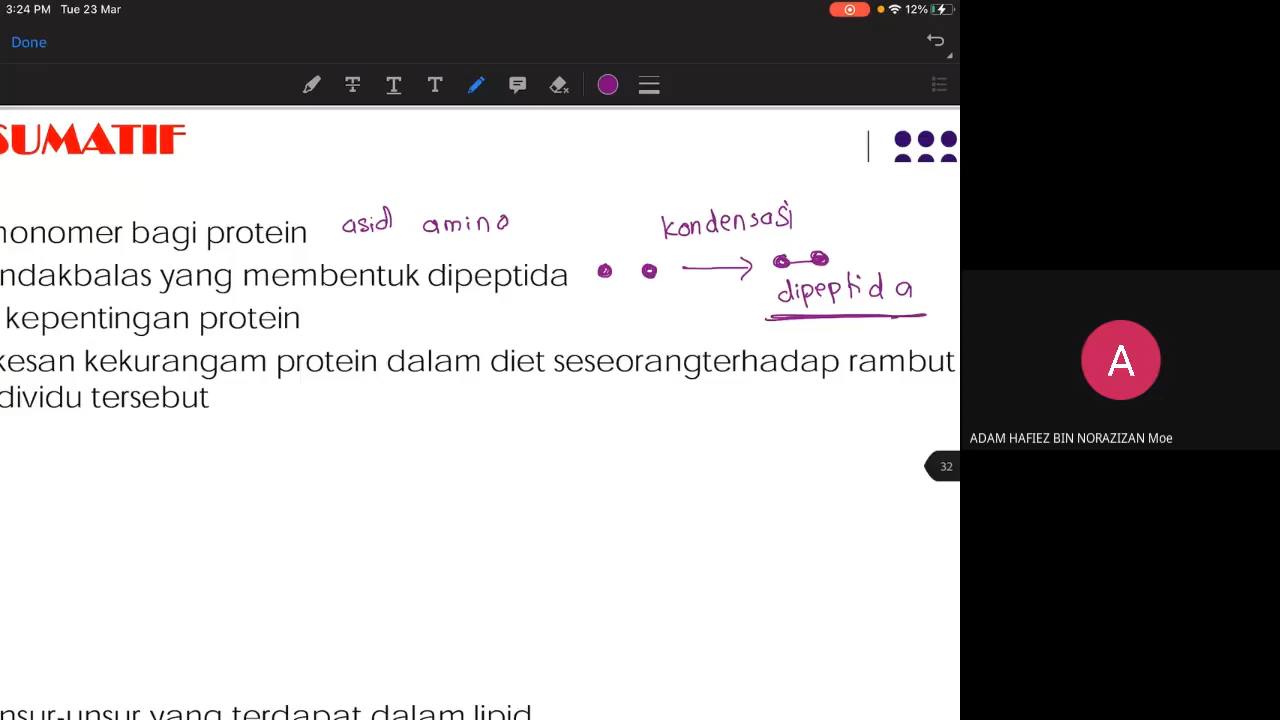 3:24 PM Tue 23 Mar
12%
Done
SUMATIF
monomer bagi protein asid amino
kondensasi
ndakbalas yang membentuk dipeptida
dipeptida
kepentingan protein
kesan kekurangam protein dalam diet seseorangterhadap rambut
dividu tersebut
A
ADAM HAFIEZ BIN NORAZIZAN Moe
32
nsur-unsur yang terdapat dalam lipid